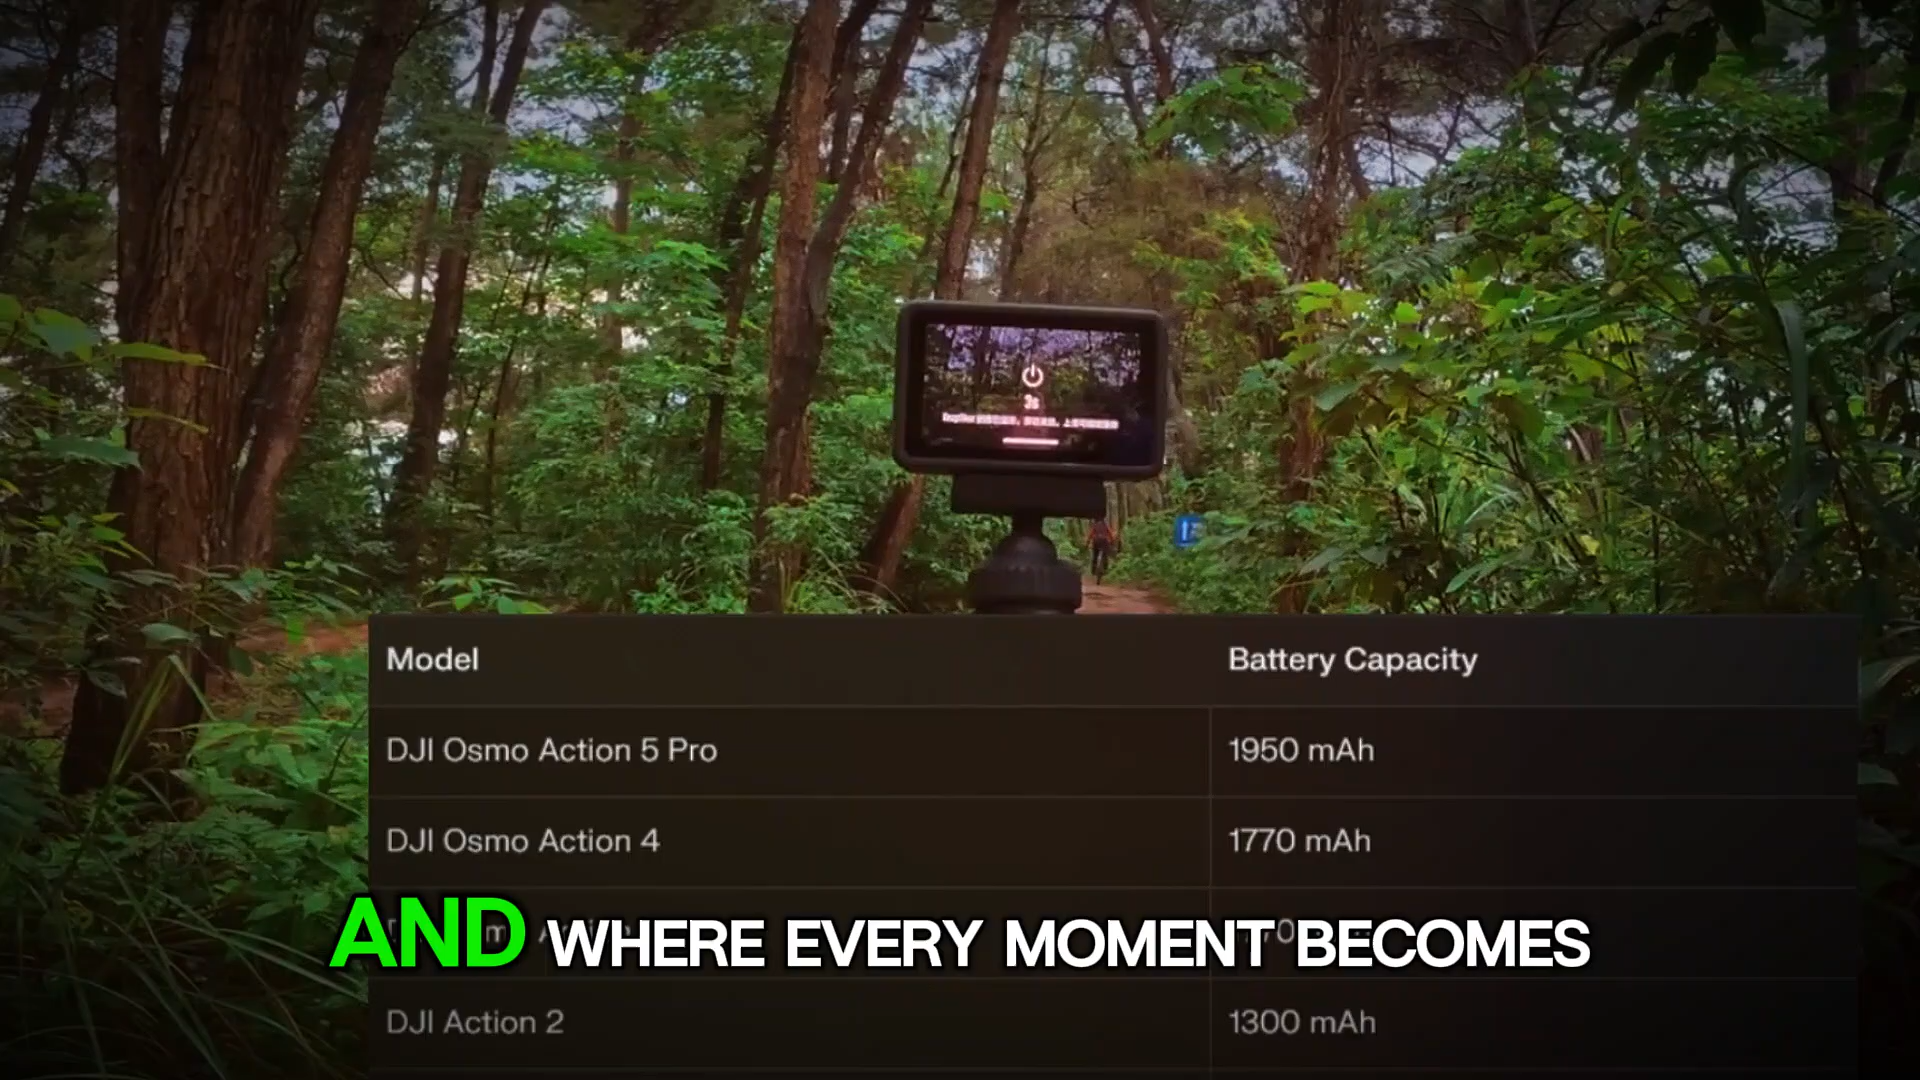 3s
Model
Battery Capacity
DJI Osmo Action 5 Pro
1950 mAh
DJI Osmo Action 4
1770 mAh
AND WHERE EVERY MOMENT BECOMES
DJI Action 2
1300 mAh